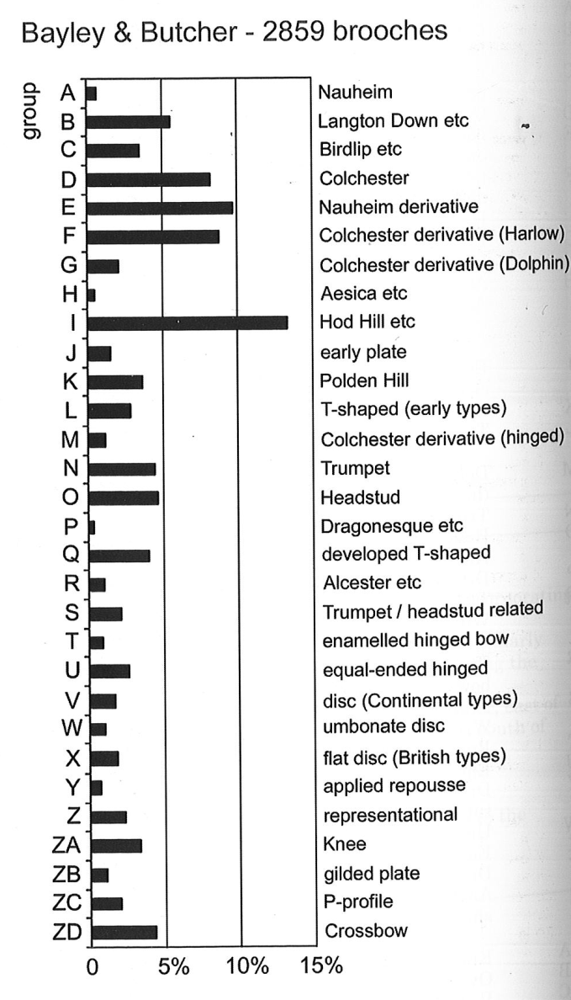 Bayley & Butcher - 2859 brooches
group
A Nauheim
B Langton Down etc
C Birdlip etc
D Colchester
E Nauheim derivative
F Colchester derivative (Harlow)
G Colchester derivative (Dolphin)
H Aesica etc
I Hod Hill etc
J early plate
K Polden Hill
L T-shaped (early types)
M Colchester derivative (hinged)
N Trumpet
O Headstud
P Dragonesque etc
Q developed T-shaped
R Alcester etc
S Trumpet / headstud related
T enamelled hinged bow
U equal-ended hinged
V disc (Continental types)
W umbonate disc
X flat disc (British types)
Y applied repousse
Z representational
ZA Knee
ZB gilded plate
ZC P-profile
ZD Crossbow
0 5% 10% 15%